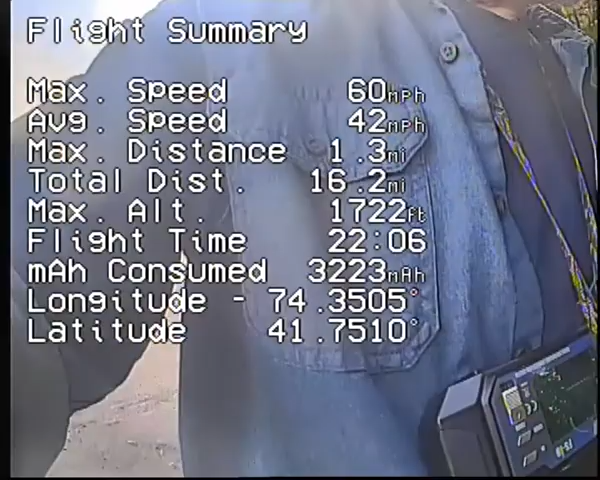 Flight Summary
Max. Speed 60mph
Avg. Speed 42mph
Max. Distance 1.3mi
Total Dist. 16.2mi
Max. Alt. 1722ft
Flight Time 22:06
mAh Consumed 3223mAh
Longitude - 74.3505°
Latitude 41.7510°